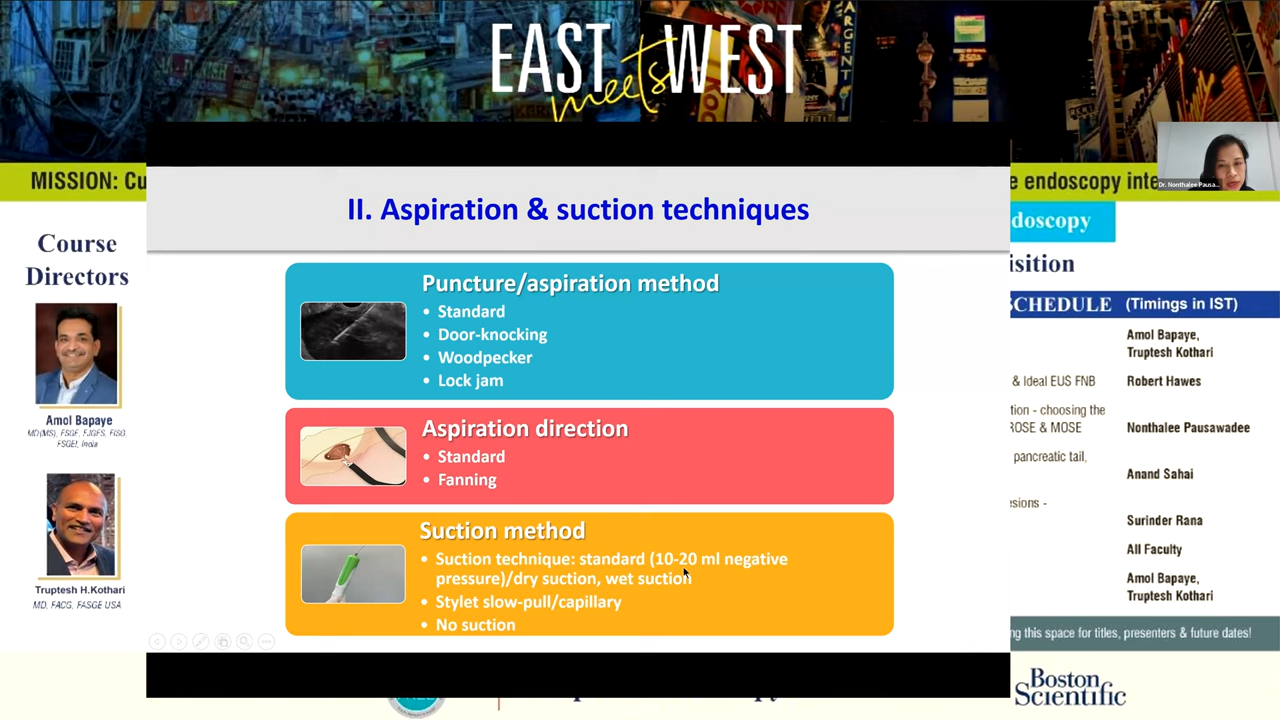 EAST meets WEST
MISSION: Cu
e endoscopy inte
Dr. Nonthalee Pausa...
doscopy
isition
Course
Directors
Amol Bapaye
MD(MS), FSGE, FJGES, FISG,
FSGEI, India
Truptesh H.Kothari
MD, FACG, FASGE USA
II. Aspiration & suction techniques
Puncture/aspiration method
• Standard
• Door-knocking
• Woodpecker
• Lock jam
Aspiration direction
• Standard
• Fanning
Suction method
• Suction technique: standard (10-20 ml negative
pressure)/dry suction, wet suction
• Stylet slow-pull/capillary
• No suction
SCHEDULE (Timings in IST)
Amol Bapaye,
Truptesh Kothari
& Ideal EUS FNB Robert Hawes
tion - choosing the
ROSE & MOSE Nonthalee Pausawadee
pancreatic tail,
Anand Sahai
esions -
Surinder Rana
All Faculty
Amol Bapaye,
Truptesh Kothari
ng this space for titles, presenters & future dates!
Boston
Scientific